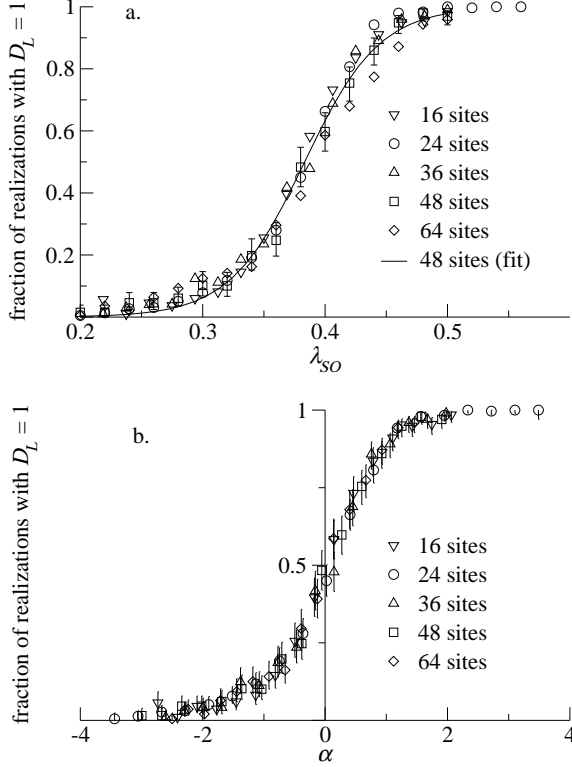 a.
fraction of realizations with D_L = 1
1
0.8
0.6
0.4
0.2
0.2 0.3 0.4 0.5
λ_SO
16 sites
24 sites
36 sites
48 sites
64 sites
48 sites (fit)
b.
fraction of realizations with D_L = 1
1
0.5
-4 -2 0 2 4
α
16 sites
24 sites
36 sites
48 sites
64 sites